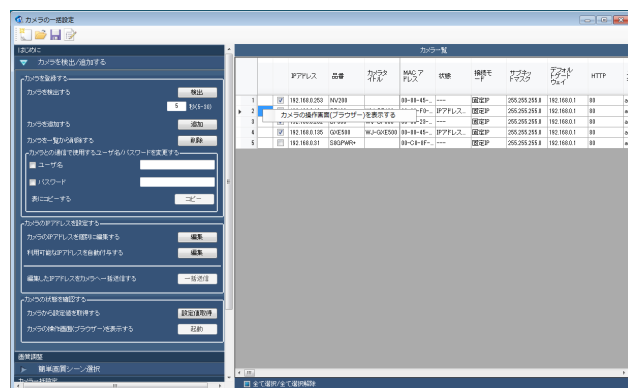 カメラの一括設定
はじめに
▼ カメラを検出/追加する
カメラを登録する
カメラを検出する 検出
5 秒(5-60)
カメラを追加する 追加
カメラを一覧から削除する 削除
カメラとの通信で使用するユーザ名/パスワードを変更する
ユーザ名
パスワード
表にコピーする コピー
カメラのIPアドレスを設定する
カメラのIPアドレスを個別に編集する 編集
利用可能なIPアドレスを自動付与する 編集
編集したIPアドレスをカメラへ一括送信する 一括送信
カメラの状態を確認する
カメラから設定値を取得する 設定値取得
カメラの操作画面(ブラウザー)を表示する 起動
画質調整
簡単画質シーン選択
カメラ一括設定
カメラ一覧
IPアドレス 品番 カメラタイトル MAC アドレス 状態 接続モード サブネットマスク デフォルトゲートウェイ HTTP
1 192.168.0.253 NV200 00-80-45-... ---- 固定IP 255.255.255.0 192.168.0.1 80
2 IPアドレス... 固定IP 255.255.255.0 192.168.0.1 80
カメラの操作画面(ブラウザー)を表示する
---- 固定IP 255.255.255.0 192.168.0.1 80
4 192.168.0.135 GXE500 WJ-GXE500 00-80-45-... IPアドレス... 固定IP 255.255.255.0 192.168.0.1 80
5 192.168.0.31 00-C0-8F-... ---- 固定IP 255.255.255.0 192.168.0.1 80
全て選択/全て選択解除